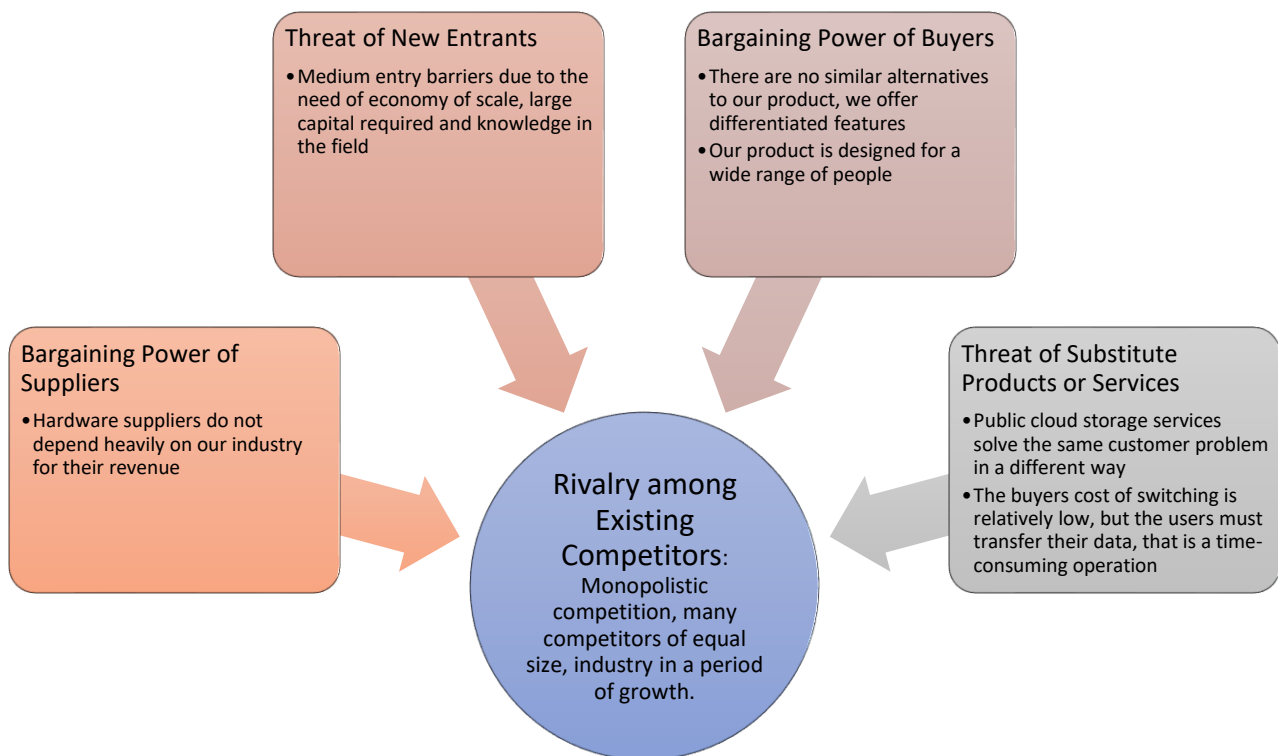 Threat of New Entrants
•Medium entry barriers due to the
need of economy of scale, large
capital required and knowledge in
the field
Bargaining Power of Buyers
•There are no similar alternatives
to our product, we offer
differentiated features
•Our product is designed for a
wide range of people
Bargaining Power of
Suppliers
•Hardware suppliers do not
depend heavily on our industry
for their revenue
Threat of Substitute
Products or Services
•Public cloud storage services
solve the same customer problem
in a different way
•The buyers cost of switching is
relatively low, but the users must
transfer their data, that is a time-
consuming operation
Rivalry among
Existing
Competitors:
Monopolistic
competition, many
competitors of equal
size, industry in a period
of growth.